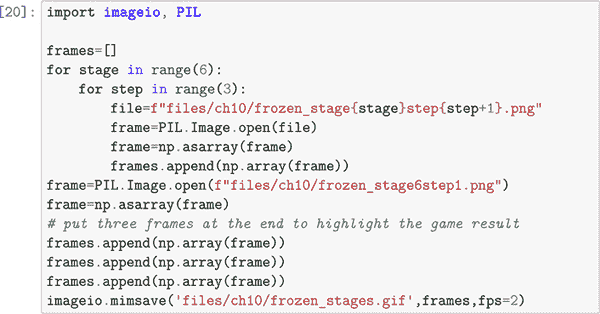 [20]: import imageio, PIL
frames=[]
for stage in range(6):
    for step in range(3):
        file=f"files/ch10/frozen_stage{stage}step{step+1}.png"
        frame=PIL.Image.open(file)
        frame=np.asarray(frame)
        frames.append(np.array(frame))
frame=PIL.Image.open(f"files/ch10/frozen_stage6step1.png")
frame=np.asarray(frame)
# put three frames at the end to highlight the game result
frames.append(np.array(frame))
frames.append(np.array(frame))
frames.append(np.array(frame))
imageio.mimsave('files/ch10/frozen_stages.gif',frames,fps=2)